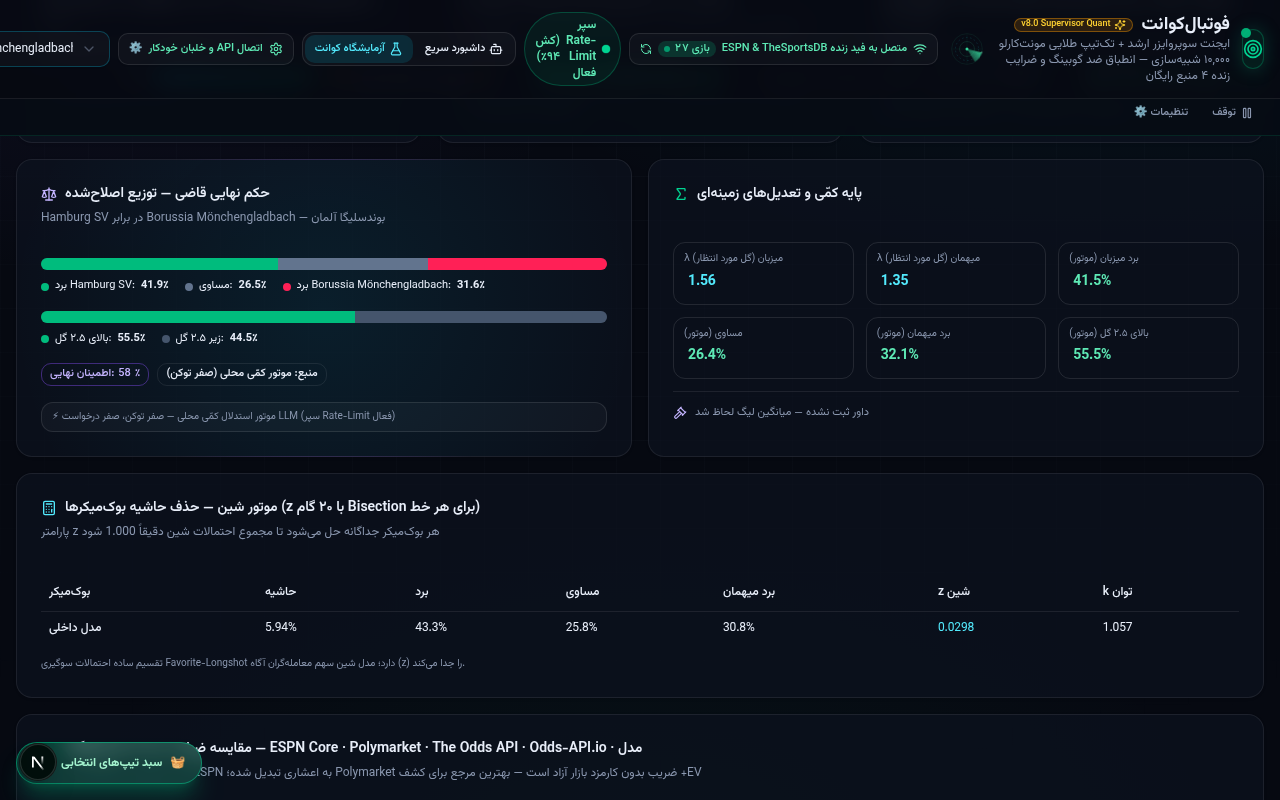 فوتبال‌کوانت
v8.0 Supervisor Quant
ایجنت سوپروایزر ارشد + تک‌تیپ طلایی مونت‌کارلو
۱۰,۰۰۰ شبیه‌سازی — انطباق ضد گوبینگ و ضرایب
زنده ۴ منبع رایگان
متصل به فید زنده ESPN & TheSportsDB
۲۷ بازی
سپر
Rate-
Limit
فعال
(کش
۹۴٪)
داشبورد سریع
آزمایشگاه کوانت
اتصال API و خلبان خودکار ⚙️
توقف
تنظیمات ⚙️
پایه کمّی و تعدیل‌های زمینه‌ای
برد میزبان (موتور)
41.5%
λ میهمان (گل مورد انتظار)
1.35
λ میزبان (گل مورد انتظار)
1.56
بالای ۲.۵ گل (موتور)
55.5%
برد میهمان (موتور)
32.1%
مساوی (موتور)
26.4%
داور ثبت نشده — میانگین لیگ لحاظ شد
حکم نهایی قاضی — توزیع اصلاح‌شده
Hamburg SV در برابر Borussia Mönchengladbach — بوندسلیگا آلمان
برد Hamburg SV: 41.9٪
مساوی: 26.5٪
برد Borussia Mönchengladbach: 31.6٪
بالای ۲.۵ گل: 55.5٪
زیر ۲.۵ گل: 44.5٪
اطمینان نهایی: 58 ٪
منبع: موتور کمّی محلی (صفر توکن)
⚡ موتور استدلال کمّی محلی — صفر توکن، صفر درخواست LLM (سپر Rate-Limit فعال)
موتور شین — حذف حاشیه بوک‌میکرها (z با ۲۰ گام Bisection برای هر خط)
پارامتر z هر بوک‌میکر جداگانه حل می‌شود تا مجموع احتمالات شین دقیقاً 1.000 شود
بوک‌میکر حاشیه برد مساوی برد میهمان شین z توان k
مدل داخلی 5.94% 43.3% 25.8% 30.8% 0.0298 1.057
تقسیم ساده احتمالات سوگیری Favorite-Longshot دارد؛ مدل شین سهم معامله‌گران آگاه (z) را جدا می‌کند.
— ESPN Core · Polymarket · The Odds API · Odds-API.io · مدل
به اعشاری تبدیل شده؛ Polymarket ضریب بدون کارمزد بازار آزاد است — بهترین مرجع برای کشف +EV
سبد تیپ‌های انتخابی 🧺
N